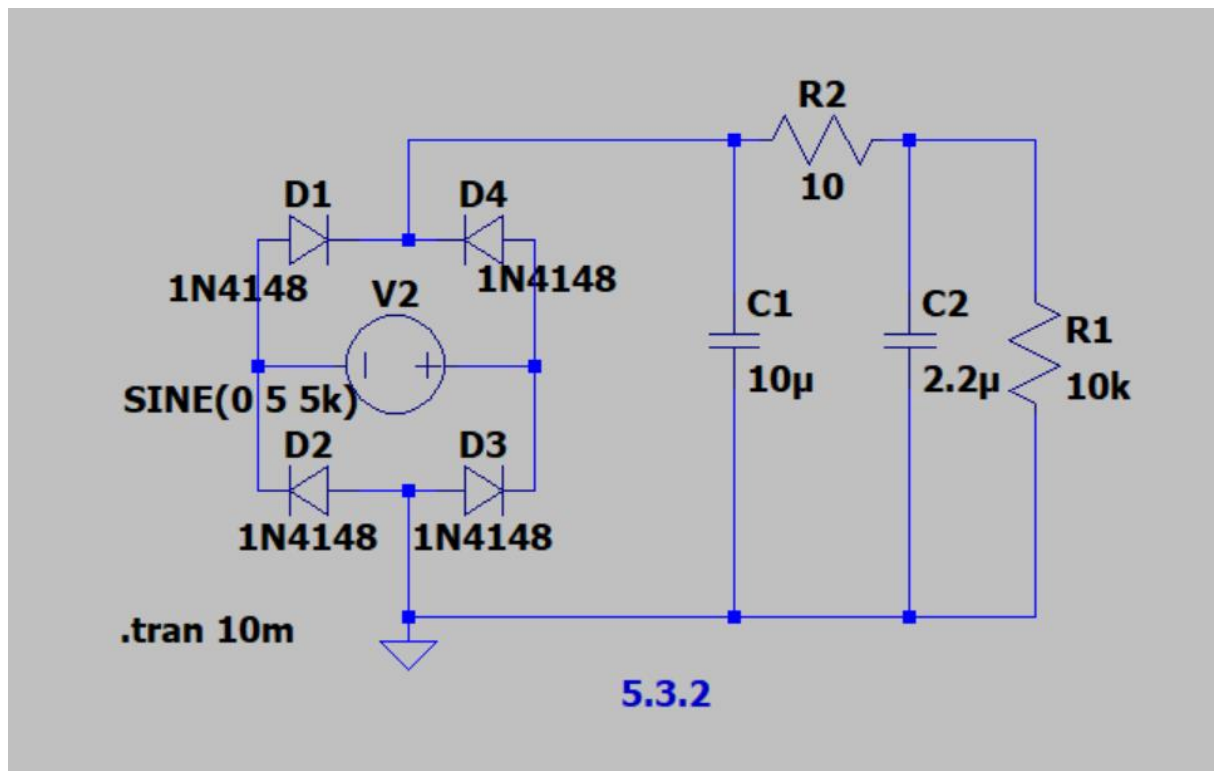 R2
10
D1
D4
1N4148
1N4148
V2
C1
10µ
C2
2.2µ
R1
10k
SINE(0 5 5k)
D2
D3
1N4148
1N4148
.tran 10m
5.3.2